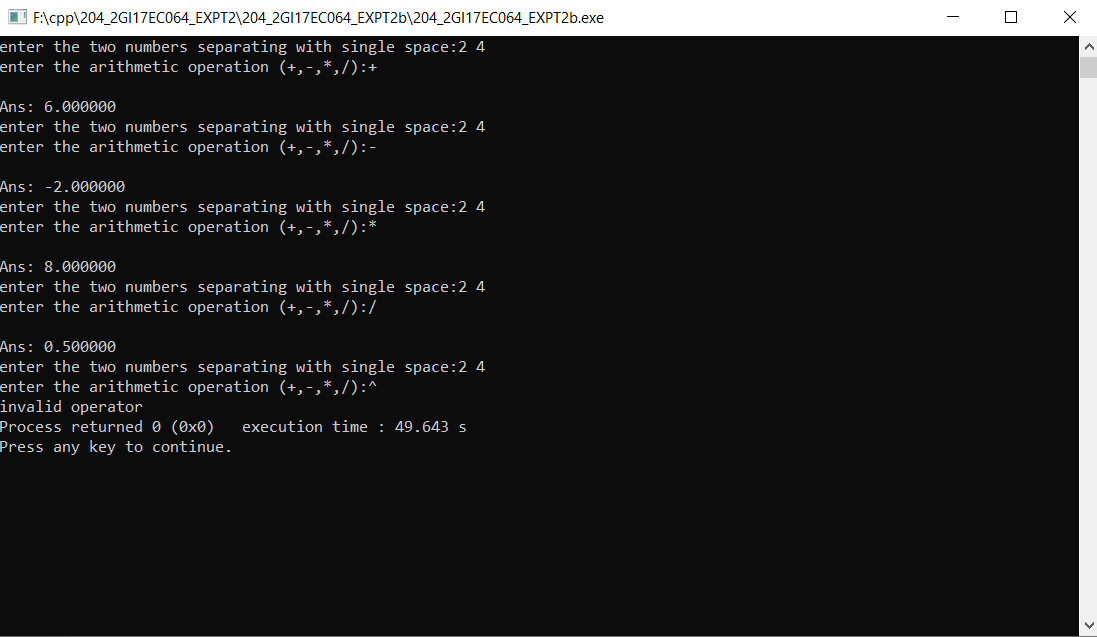 F:\cpp\204_2GI17EC064_EXPT2\204_2GI17EC064_EXPT2b\204_2GI17EC064_EXPT2b.exe
enter the two numbers separating with single space:2 4
enter the arithmetic operation (+,-,*,/):+
Ans: 6.000000
enter the two numbers separating with single space:2 4
enter the arithmetic operation (+,-,*,/):-
Ans: -2.000000
enter the two numbers separating with single space:2 4
enter the arithmetic operation (+,-,*,/):*
Ans: 8.000000
enter the two numbers separating with single space:2 4
enter the arithmetic operation (+,-,*,/):/
Ans: 0.500000
enter the two numbers separating with single space:2 4
enter the arithmetic operation (+,-,*,/):^
invalid operator
Process returned 0 (0x0)   execution time : 49.643 s
Press any key to continue.